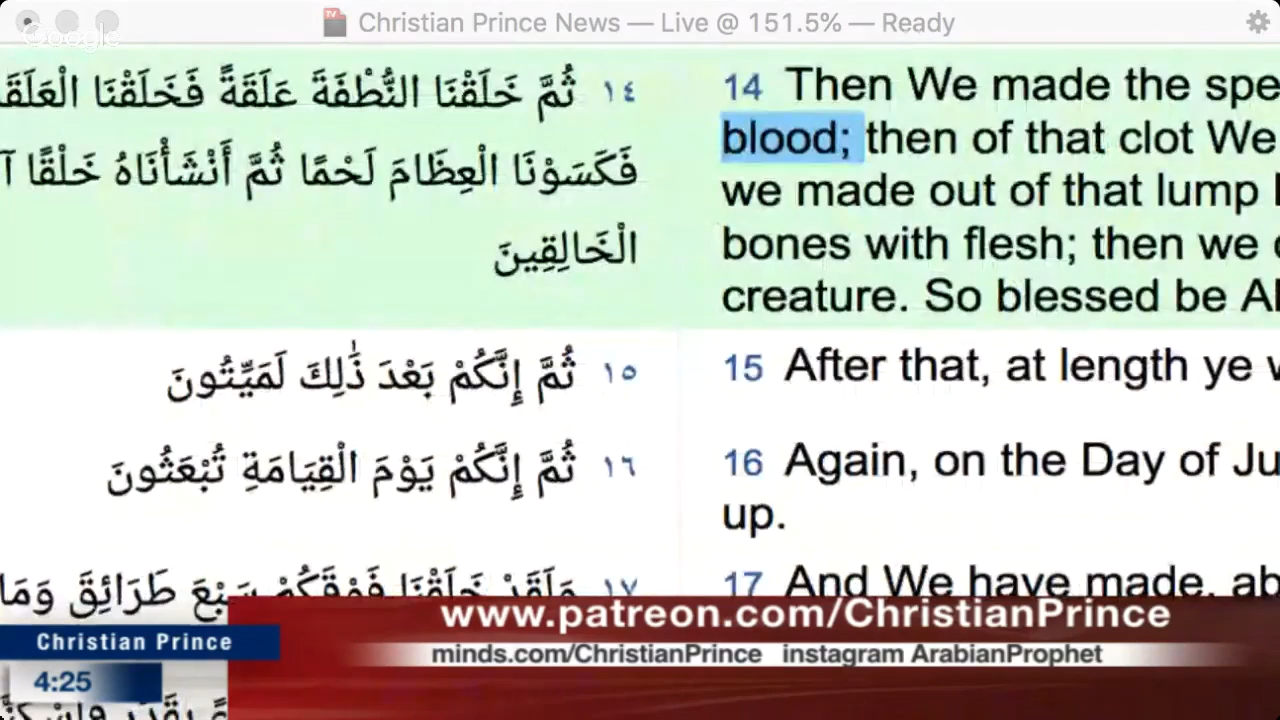 Christian Prince News — Live @ 151.5% — Ready
Google
١٤ ثُمَّ خَلَقْنَا النُّطْفَةَ عَلَقَةً فَخَلَقْنَا الْعَلَقَ
فَكَسَوْنَا الْعِظَامَ لَحْمًا ثُمَّ أَنْشَأْنَاهُ خَلْقًا آ
الْخَالِقِينَ
14 Then We made the spe
blood; then of that clot We
we made out of that lump
bones with flesh; then we
creature. So blessed be Al
١٥ ثُمَّ إِنَّكُمْ بَعْدَ ذَٰلِكَ لَمَيِّتُونَ
15 After that, at length ye w
١٦ ثُمَّ إِنَّكُمْ يَوْمَ الْقِيَامَةِ تُبْعَثُونَ
16 Again, on the Day of Ju
up.
١٧ وَلَقَدْ خَلَقْنَا فَوْقَكُمْ سَبْعَ طَرَائِقَ وَمَا
17 And We have made, ab
www.patreon.com/ChristianPrince
Christian Prince
minds.com/ChristianPrince instagram ArabianProphet
4:25